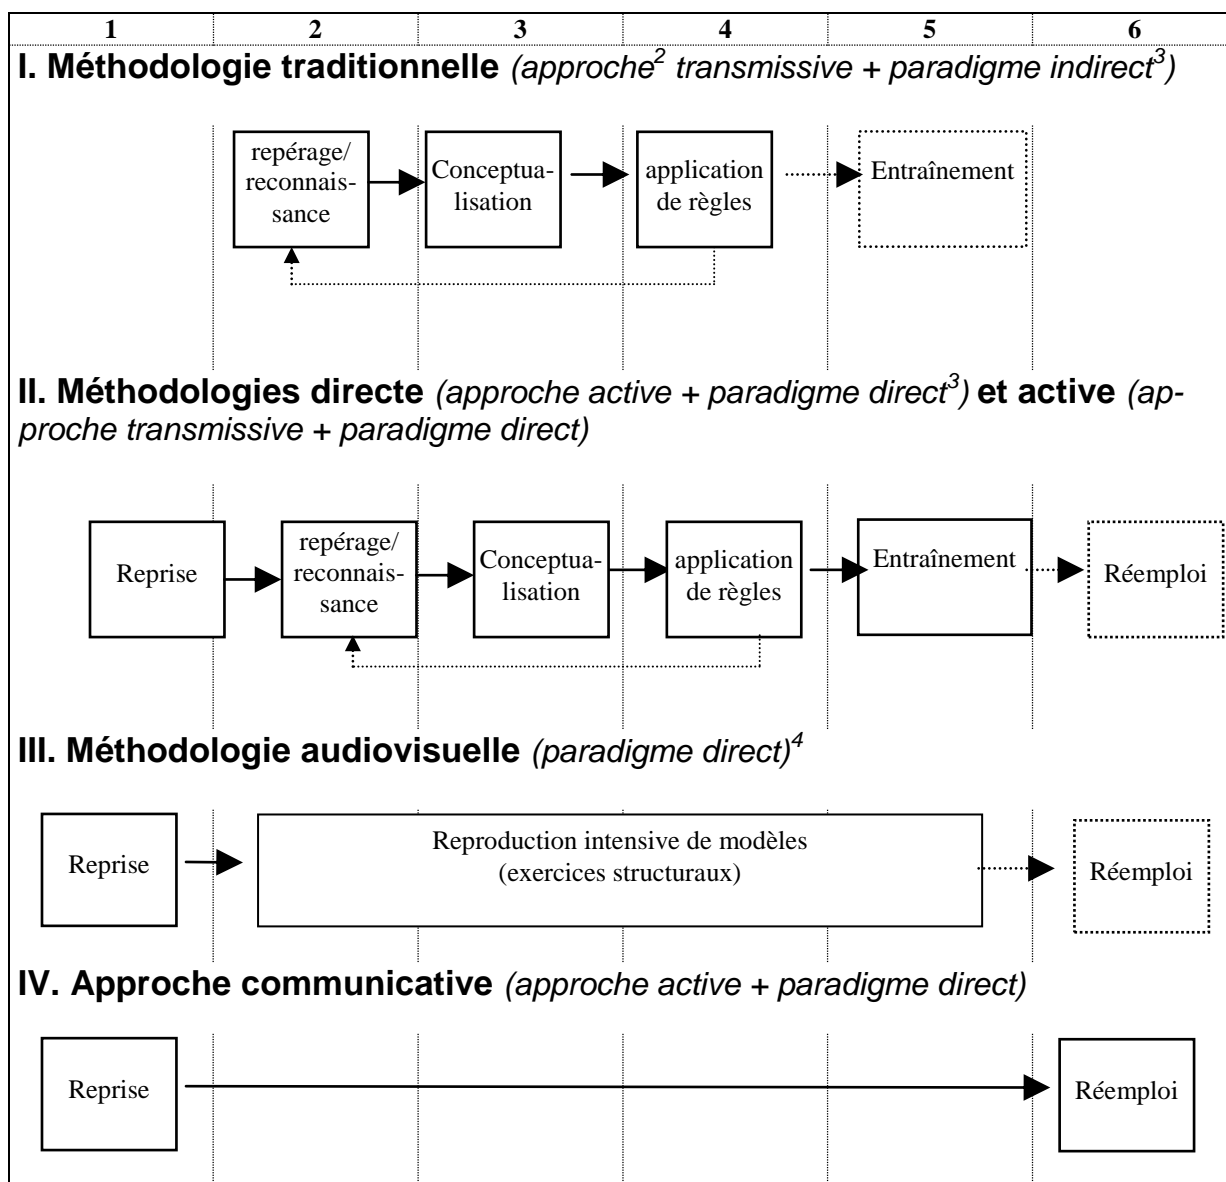 1 2 3 4 5 6
I. Méthodologie traditionnelle (approche² transmissive + paradigme indirect³)
repérage/
reconnais-
sance
Conceptua-
lisation
application
de règles
Entraînement
II. Méthodologies directe (approche active + paradigme direct³) et active (ap-
proche transmissive + paradigme direct)
Reprise
repérage/
reconnais-
sance
Conceptua-
lisation
application
de règles
Entraînement
Réemploi
III. Méthodologie audiovisuelle (paradigme direct)⁴
Reprise
Reproduction intensive de modèles
(exercices structuraux)
Réemploi
IV. Approche communicative (approche active + paradigme direct)
Reprise
Réemploi